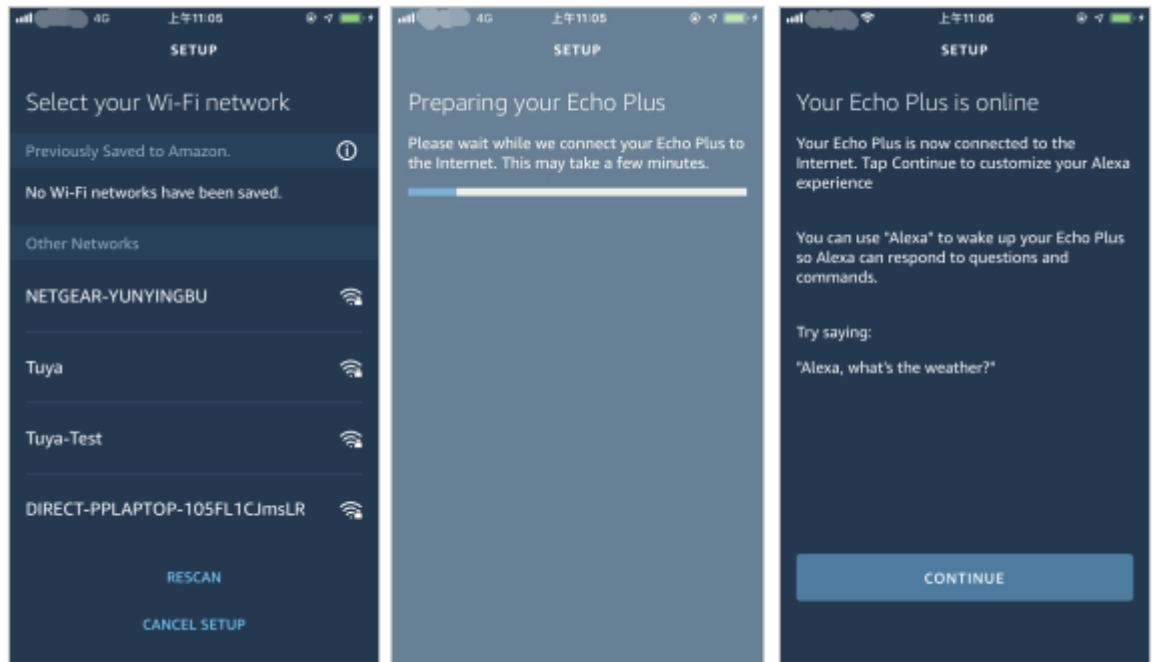 4G 上午11:05
SETUP
Select your Wi-Fi network
Previously Saved to Amazon.
No Wi-Fi networks have been saved.
Other Networks
NETGEAR-YUNYINGBU
Tuya
Tuya-Test
DIRECT-PPLAPTOP-105FL1CJmsLR
RESCAN
CANCEL SETUP
4G 上午11:05
SETUP
Preparing your Echo Plus
Please wait while we connect your Echo Plus to
the Internet. This may take a few minutes.
上午11:06
SETUP
Your Echo Plus is online
Your Echo Plus is now connected to the
Internet. Tap Continue to customize your Alexa
experience
You can use "Alexa" to wake up your Echo Plus
so Alexa can respond to questions and
commands.
Try saying:
"Alexa, what's the weather?"
CONTINUE